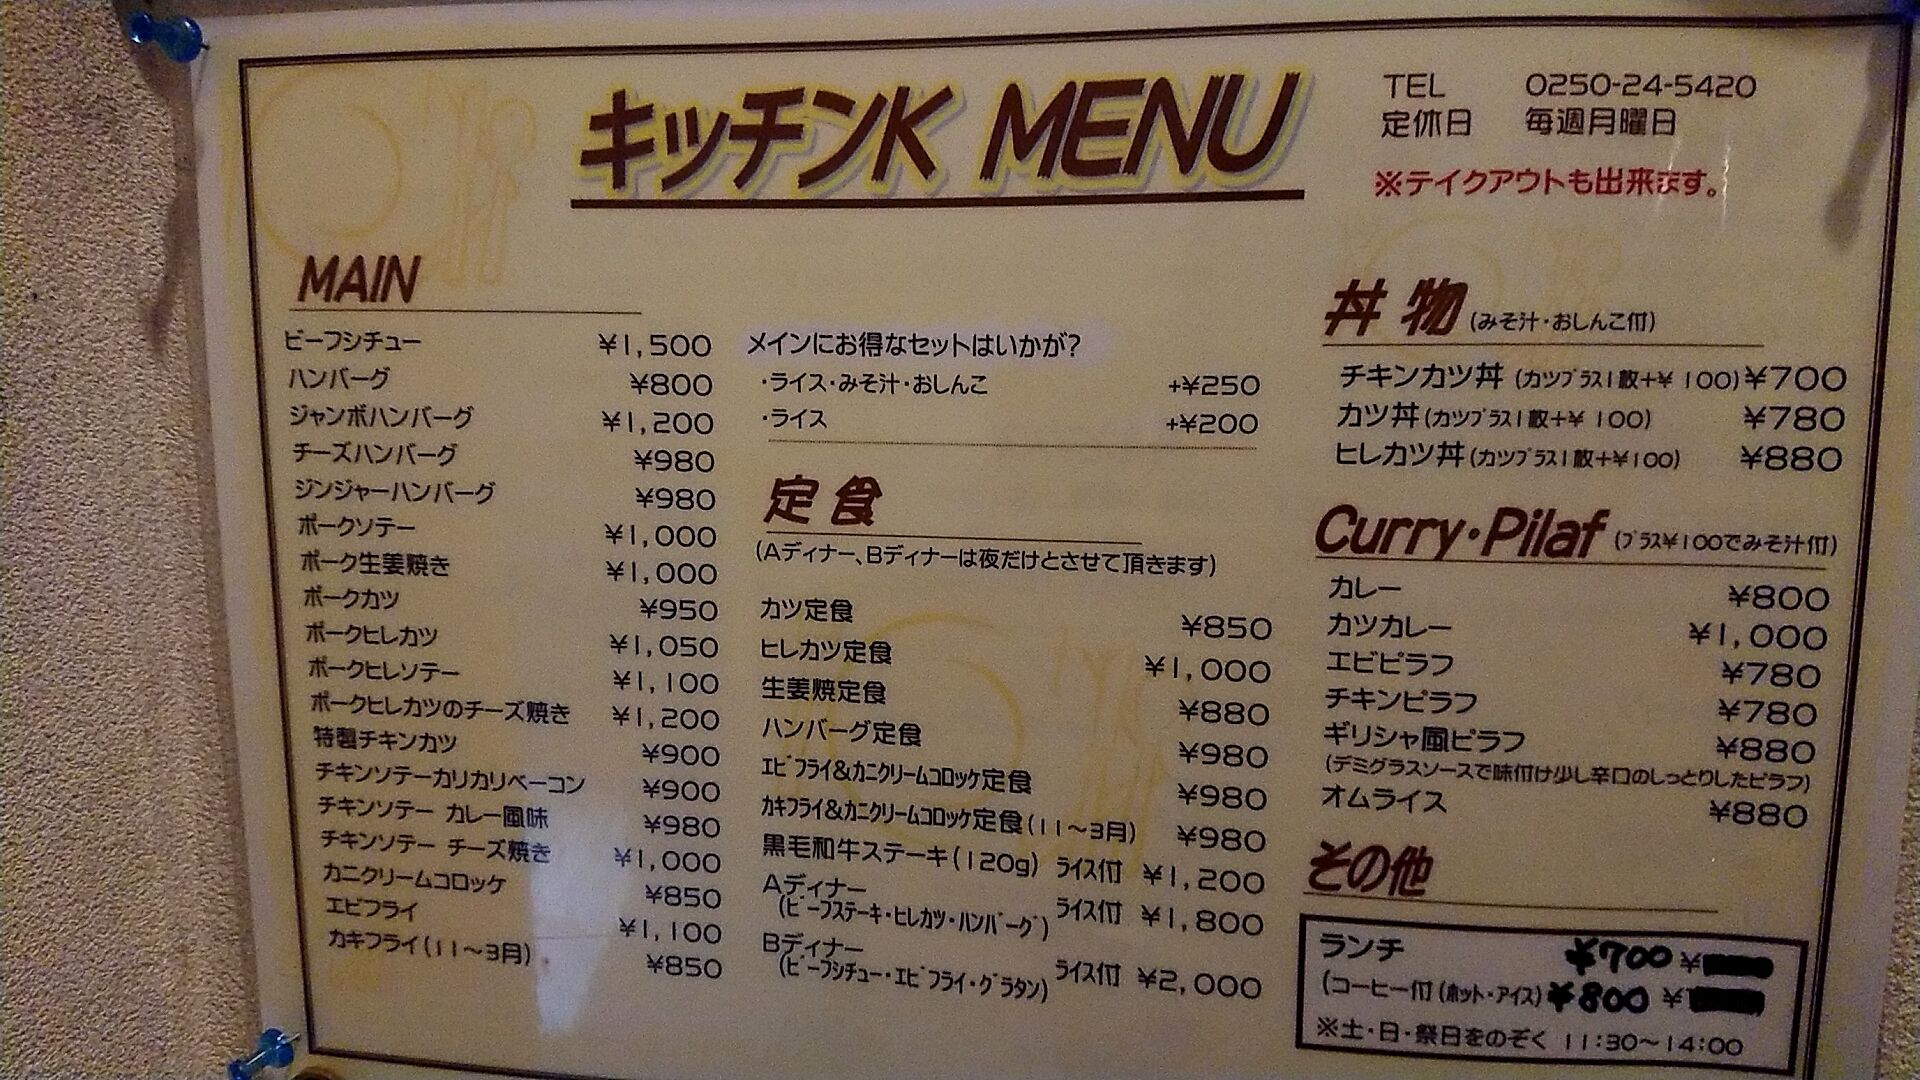 キッチンK MENU
TEL 0250-24-5420
定休日 毎週月曜日
※テイクアウトも出来ます。
MAIN
ビーフシチュー ¥1,500
ハンバーグ ¥800
ジャンボハンバーグ ¥1,200
チーズハンバーグ ¥980
ジンジャーハンバーグ ¥980
ポークソテー ¥1,000
ポーク生姜焼き ¥1,000
ポークカツ ¥950
ポークヒレカツ ¥1,050
ポークヒレソテー ¥1,100
ポークヒレカツのチーズ焼き ¥1,200
特製チキンカツ ¥900
チキンソテーカリカリベーコン ¥900
チキンソテー カレー風味 ¥980
チキンソテー チーズ焼き ¥1,000
カニクリームコロッケ ¥850
エビフライ ¥1,100
カキフライ(11～3月) ¥850
メインにお得なセットはいかが?
・ライス・みそ汁・おしんこ +¥250
・ライス +¥200
定食
(Aディナー、Bディナーは夜だけとさせて頂きます)
カツ定食 ¥850
ヒレカツ定食 ¥1,000
生姜焼定食 ¥880
ハンバーグ定食 ¥980
エビフライ&カニクリームコロッケ定食 ¥980
カキフライ&カニクリームコロッケ定食(11～3月) ¥980
黒毛和牛ステーキ(120g) ライス付 ¥1,200
Aディナー
(ビーフステーキ・ヒレカツ・ハンバーグ) ライス付 ¥1,800
Bディナー
(ビーフシチュー・エビフライ・グラタン) ライス付 ¥2,000
丼物 (みそ汁・おしんこ付)
チキンカツ丼 (カツプラス1枚+¥100) ¥700
カツ丼 (カツプラス1枚+¥100) ¥780
ヒレカツ丼 (カツプラス1枚+¥100) ¥880
Curry・Pilaf (プラス¥100でみそ汁付)
カレー ¥800
カツカレー ¥1,000
エビピラフ ¥780
チキンピラフ ¥780
ギリシャ風ピラフ ¥880
(デミグラスソースで味付け少し辛口のしっとりしたピラフ)
オムライス ¥880
その他
ランチ ¥700 ¥
(コーヒー付(ホット・アイス) ¥800 ¥
※土・日・祭日をのぞく 11:30～14:00